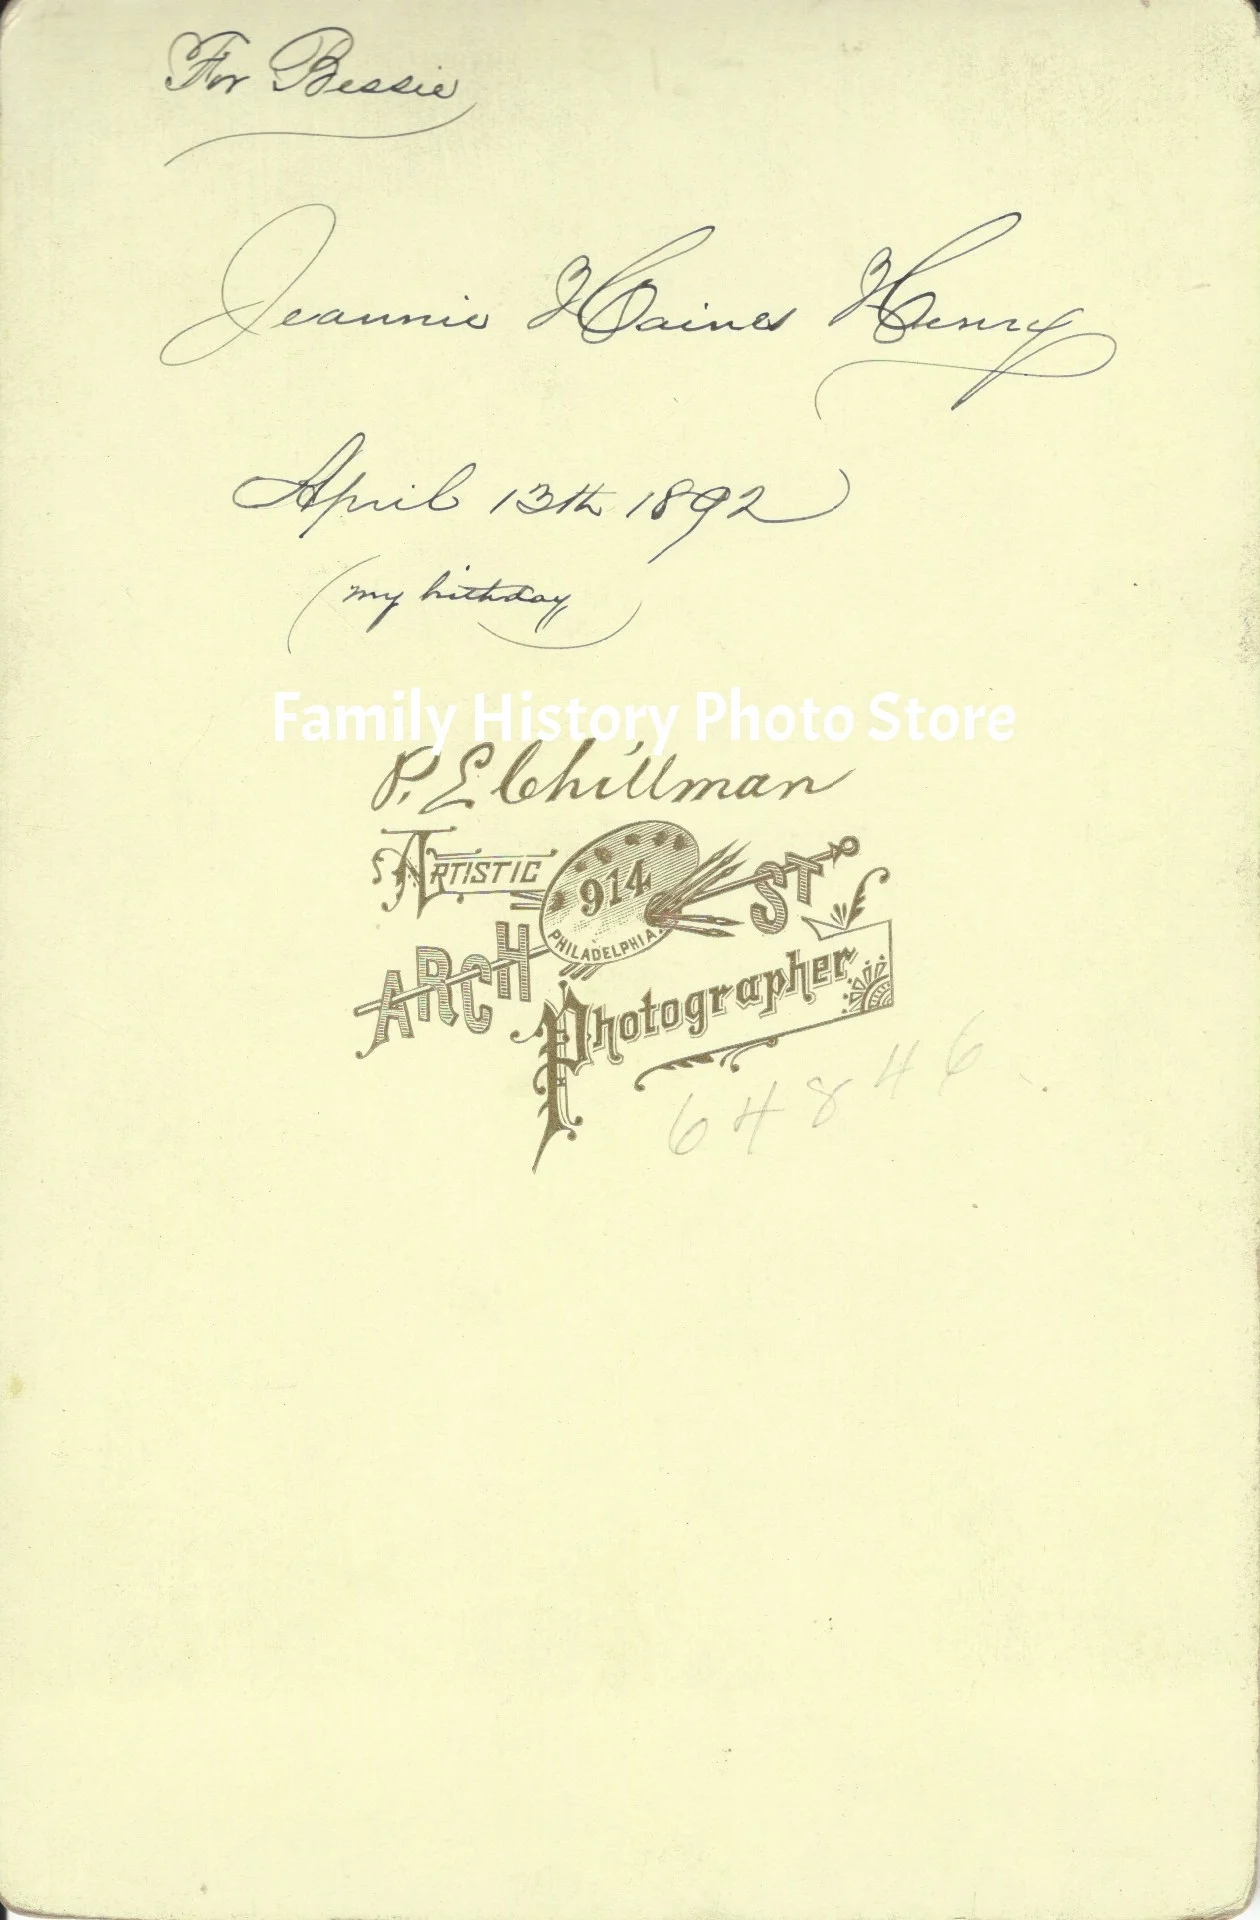 For Bessie
Jeannie Haines Henry
April 13th 1892
(my birthday)
Family History Photo Store
P. E. Chillman
ARTISTIC
914
PHILADELPHIA.
ARCH ST
Photographer
64846